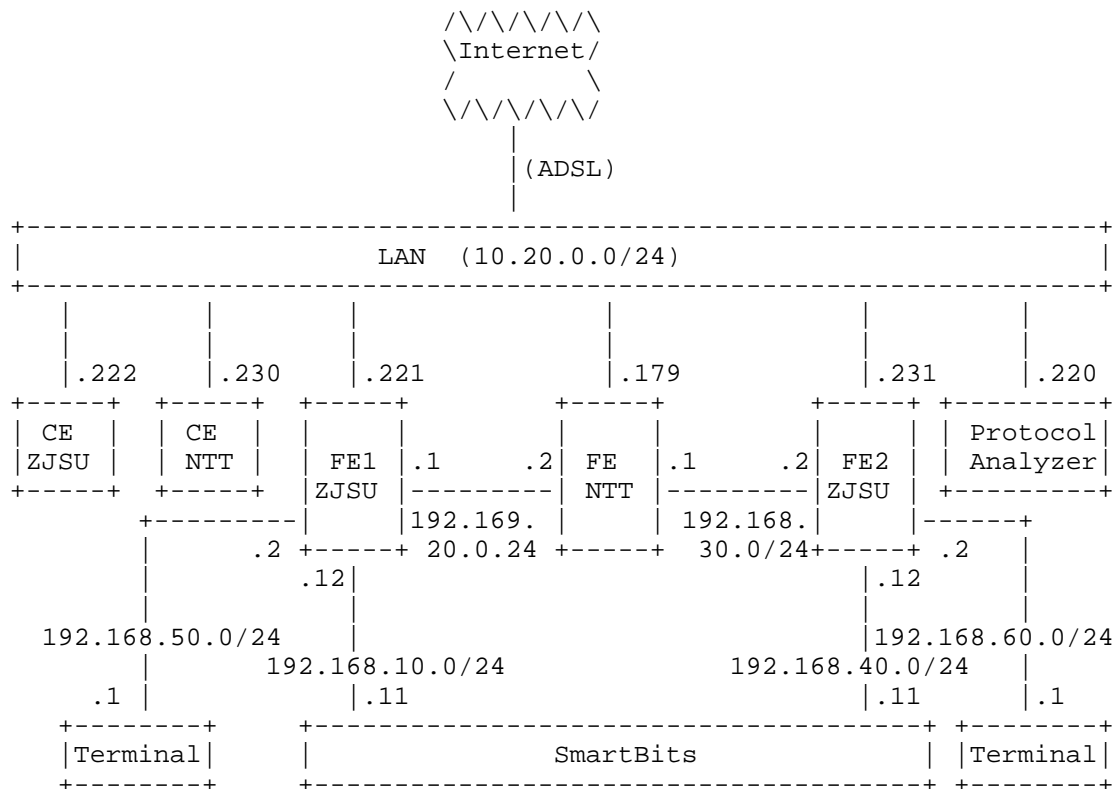 /\/\/\/\/\
\Internet/
/        \
\/\/\/\/\/
(ADSL)
LAN  (10.20.0.0/24)
.222 .230 .221 .179 .231 .220
CE CE Protocol
ZJSU NTT FE1 .1 .2 FE .1 .2 FE2 Analyzer
ZJSU NTT ZJSU
192.169. 192.168.
.2 20.0.24 30.0/24 .2
.12 .12
192.168.50.0/24 192.168.60.0/24
192.168.10.0/24 192.168.40.0/24
.1 .11 .11 .1
Terminal SmartBits Terminal